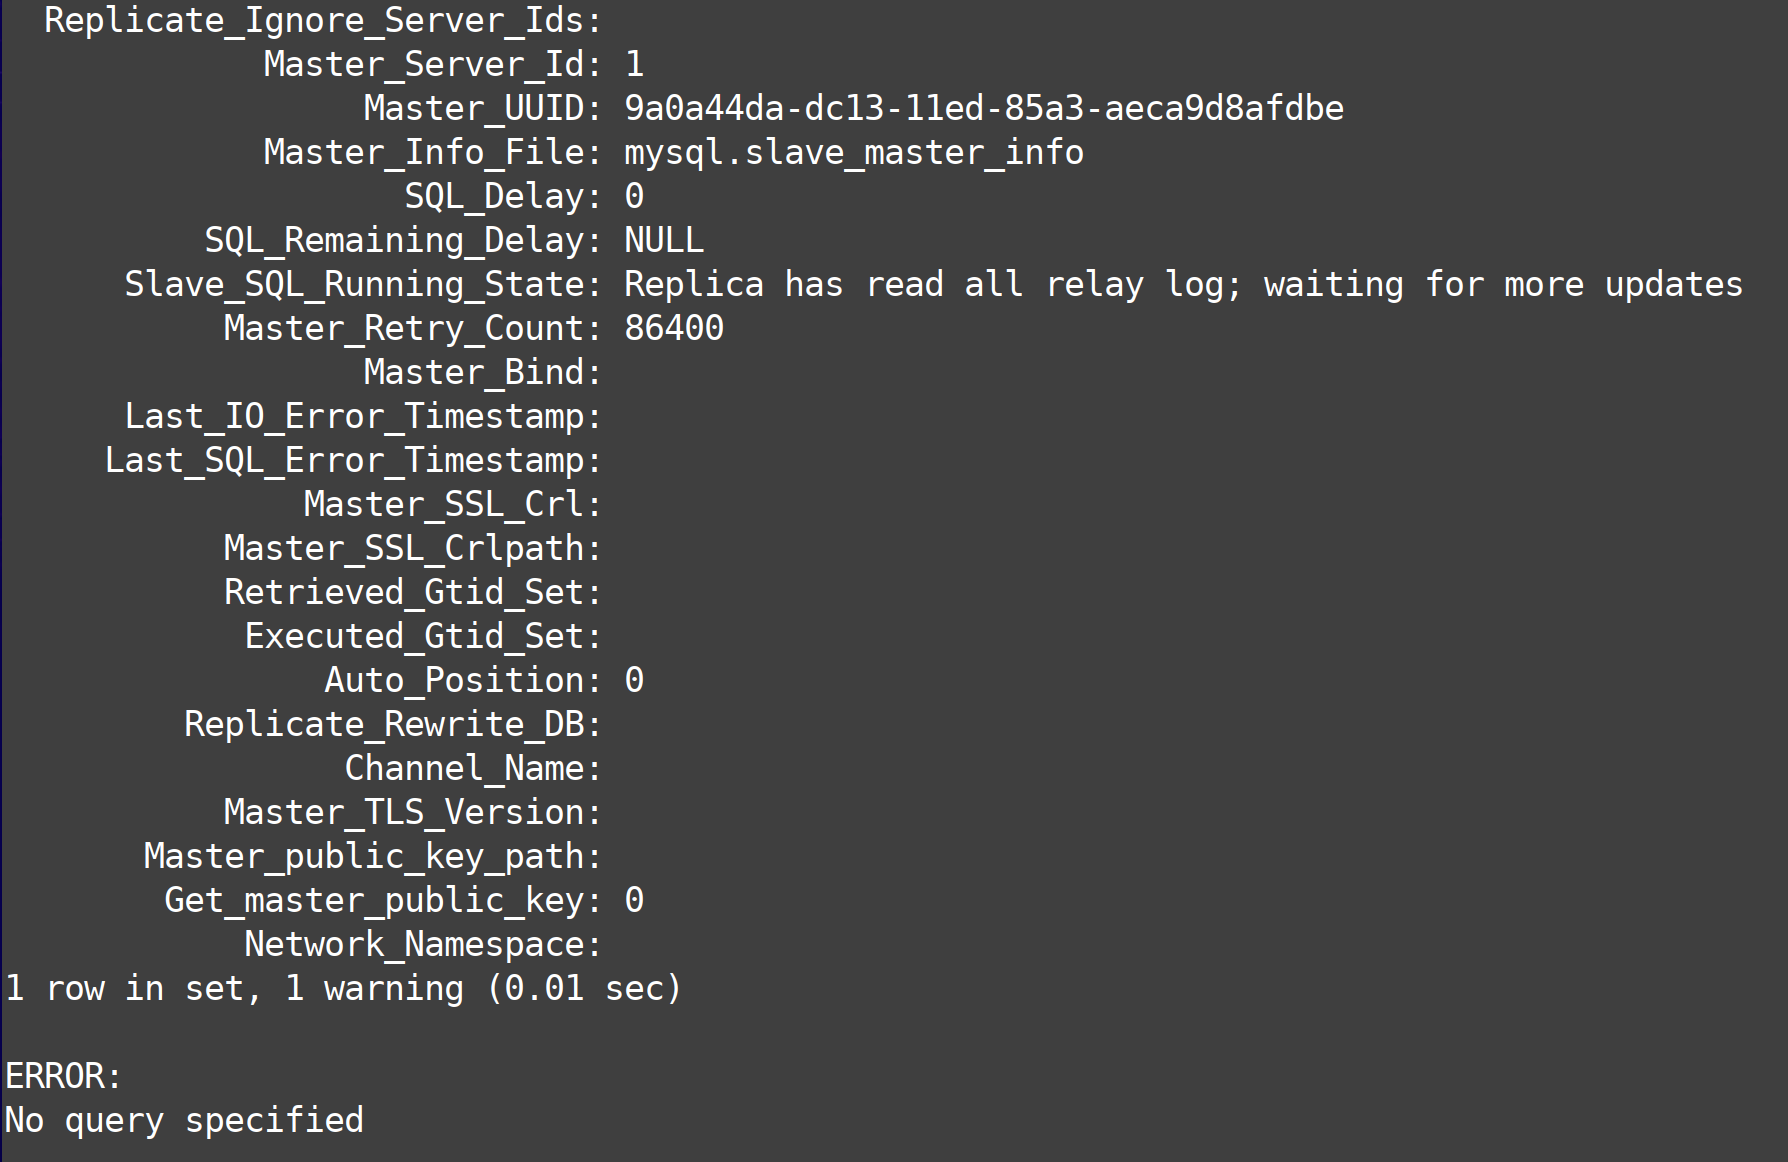 Replicate_Ignore_Server_Ids:
Master_Server_Id: 1
Master_UUID: 9a0a44da-dc13-11ed-85a3-aeca9d8afdbe
Master_Info_File: mysql.slave_master_info
SQL_Delay: 0
SQL_Remaining_Delay: NULL
Slave_SQL_Running_State: Replica has read all relay log; waiting for more updates
Master_Retry_Count: 86400
Master_Bind:
Last_IO_Error_Timestamp:
Last_SQL_Error_Timestamp:
Master_SSL_Crl:
Master_SSL_Crlpath:
Retrieved_Gtid_Set:
Executed_Gtid_Set:
Auto_Position: 0
Replicate_Rewrite_DB:
Channel_Name:
Master_TLS_Version:
Master_public_key_path:
Get_master_public_key: 0
Network_Namespace:
1 row in set, 1 warning (0.01 sec)
ERROR:
No query specified